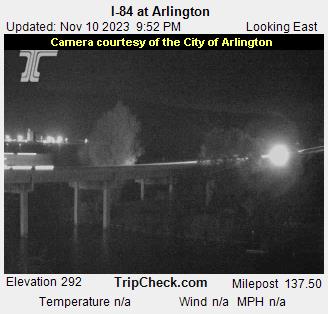 I-84 at Arlington
Updated: Nov 10 2023 9:52 PM Looking East
Camera courtesy of the City of Arlington
Elevation 292 TripCheck.com Milepost 137.50
Temperature n/a Wind n/a MPH n/a